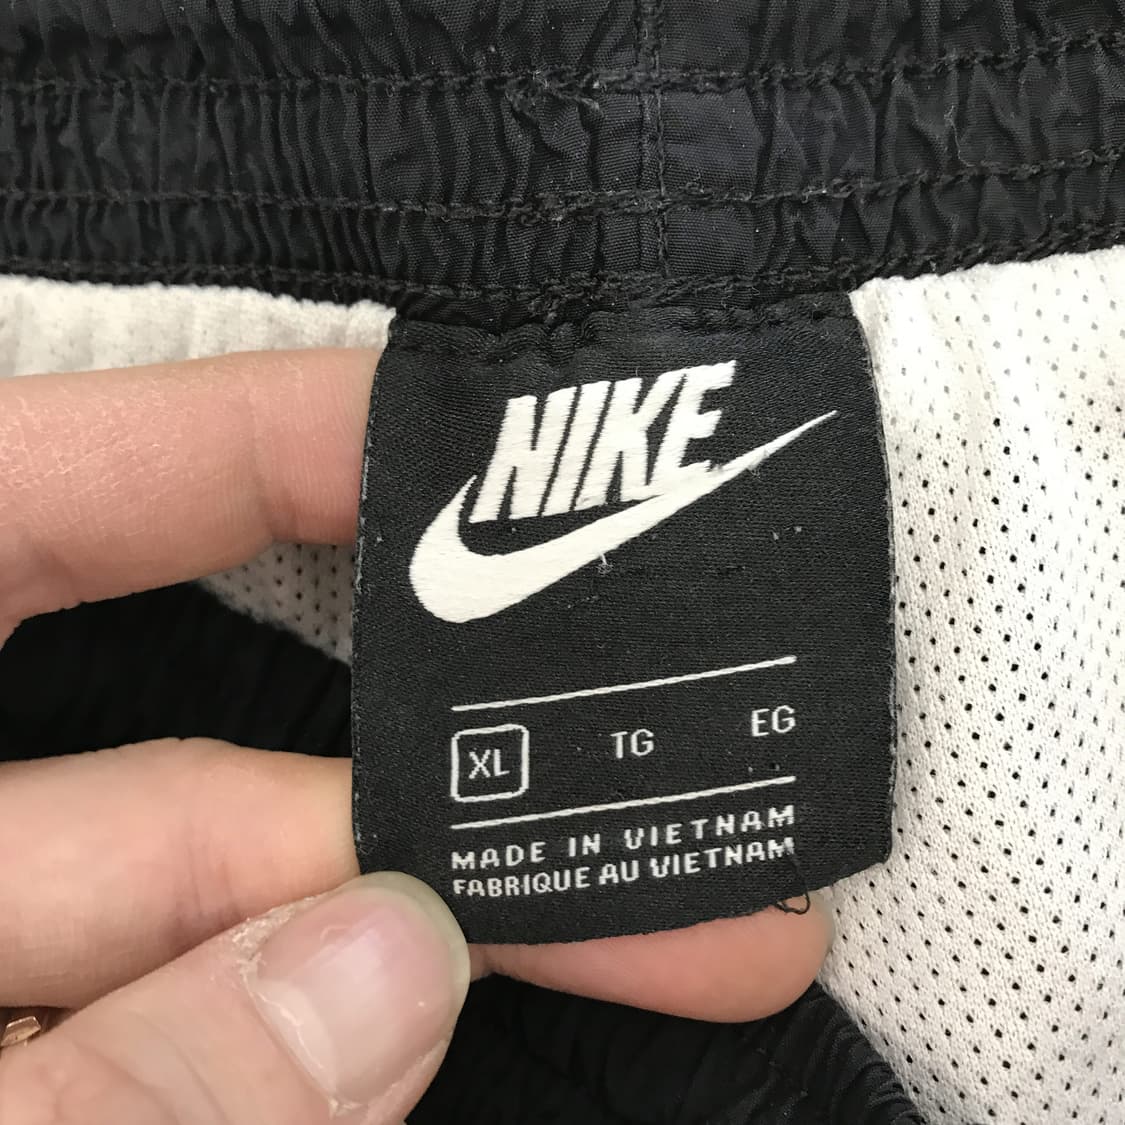 NIKE
XL TG EG
MADE IN VIETNAM
FABRIQUE AU VIETNAM